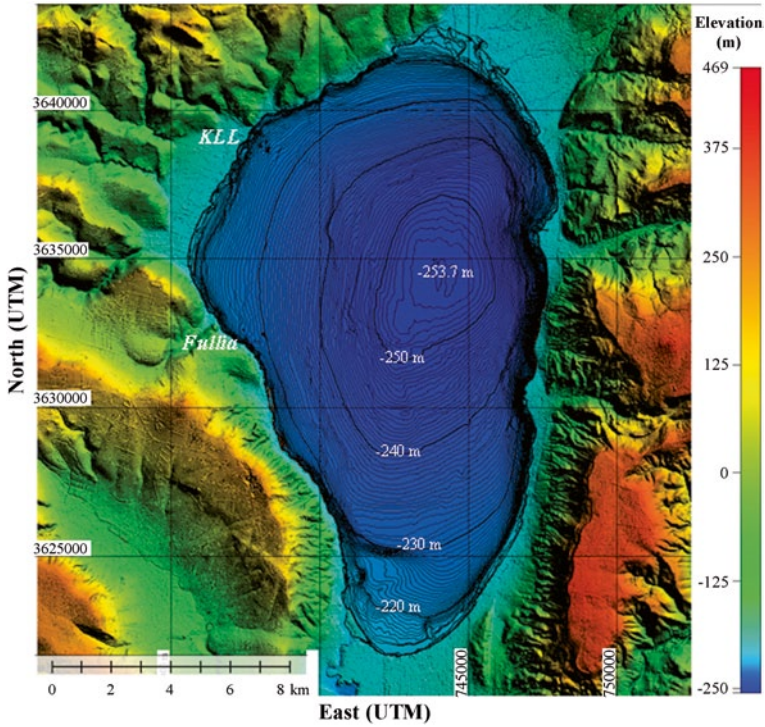 Elevation
(m)
469
3640000
KLL
375
3635000
250
-253.7 m
North (UTM)
Fullia
-250 m
125
3630000
-240 m
0
3625000
-230 m
-125
-220 m
0 2 4 6 8 km
745000
750000
-250
East (UTM)